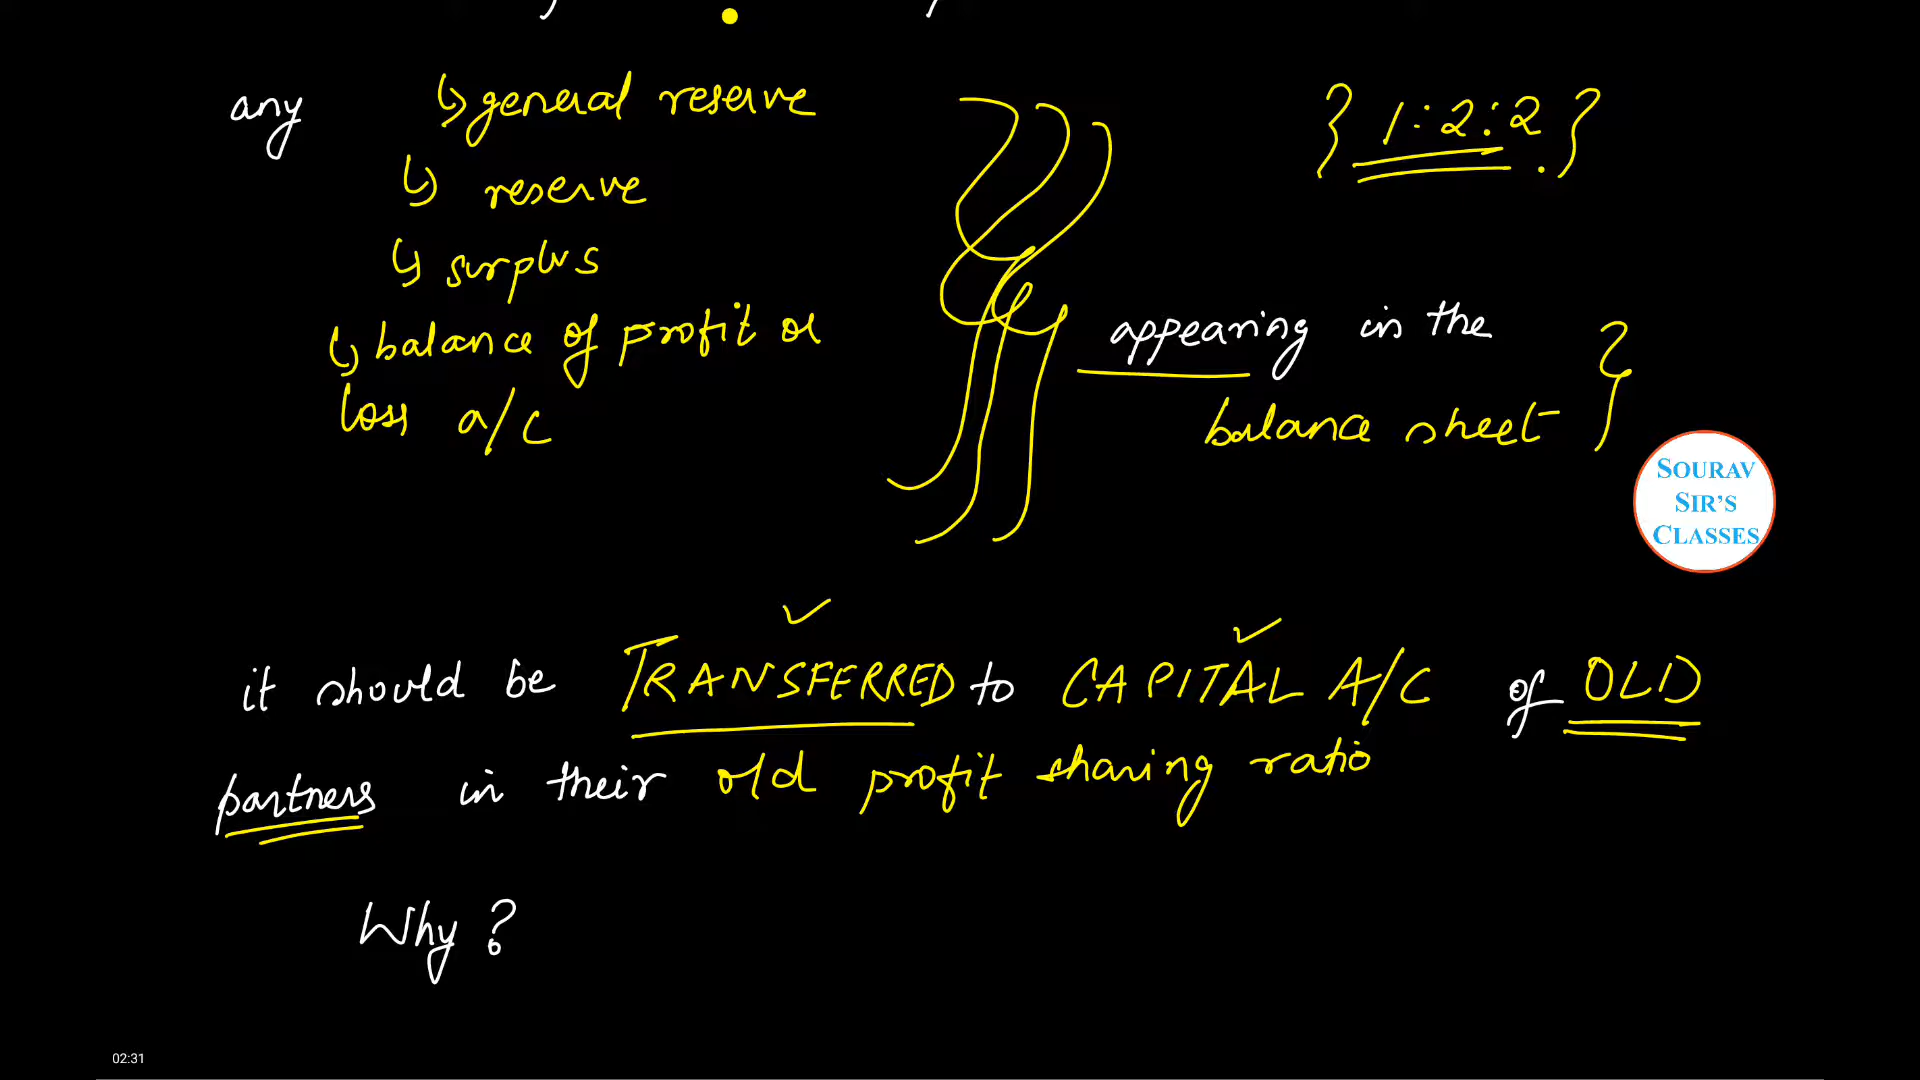 any
↳ general reserve
↳ reserve
↳ surplus
↳ balance of profit or
loss a/c
} 1:2:2. }
appearing in the
balance sheet
SOURAV
SIR'S
CLASSES
it should be TRANSFERRED to CAPITAL A/C of OLD
partners in their old profit sharing ratio
Why?
02:31